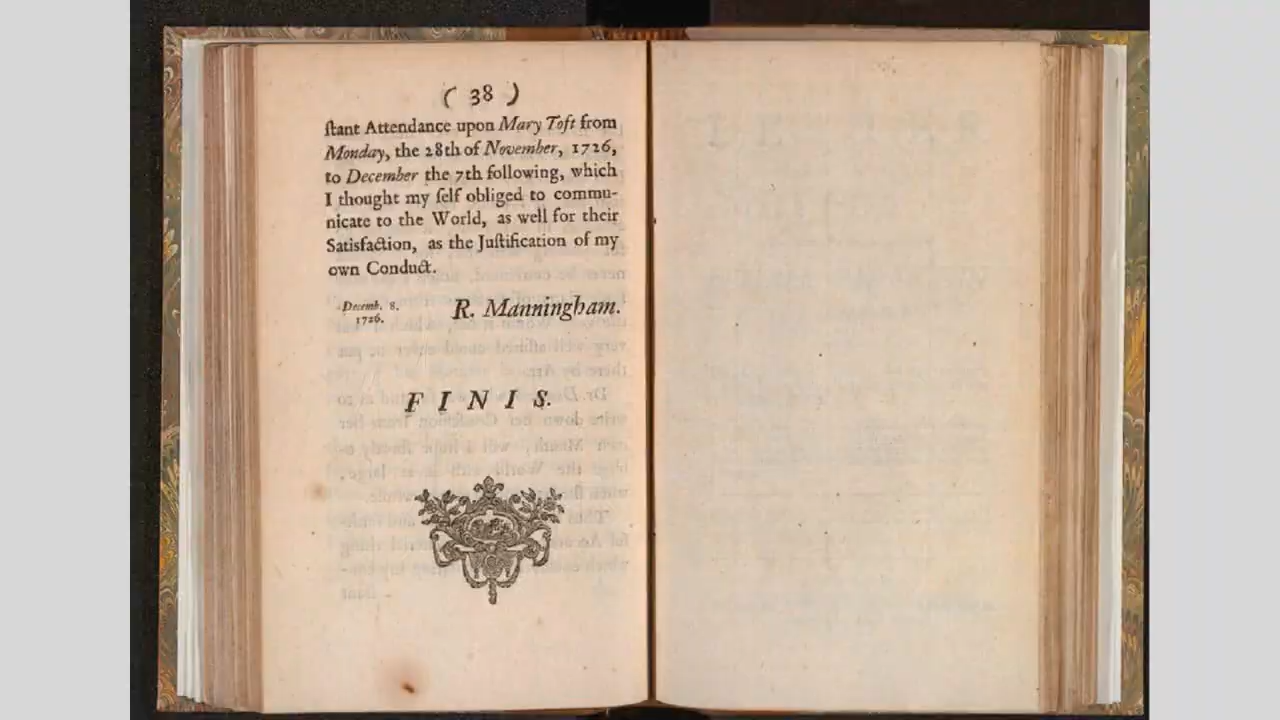 ( 38 )
ſtant Attendance upon Mary Toft from
Monday, the 28th of November, 1726,
to December the 7th following, which
I thought my ſelf obliged to commu-
nicate to the World, as well for their
Satisfaction, as the Juſtification of my
own Conduct.
Decemb. 8.
1726.
R. Manningham.
FINIS.